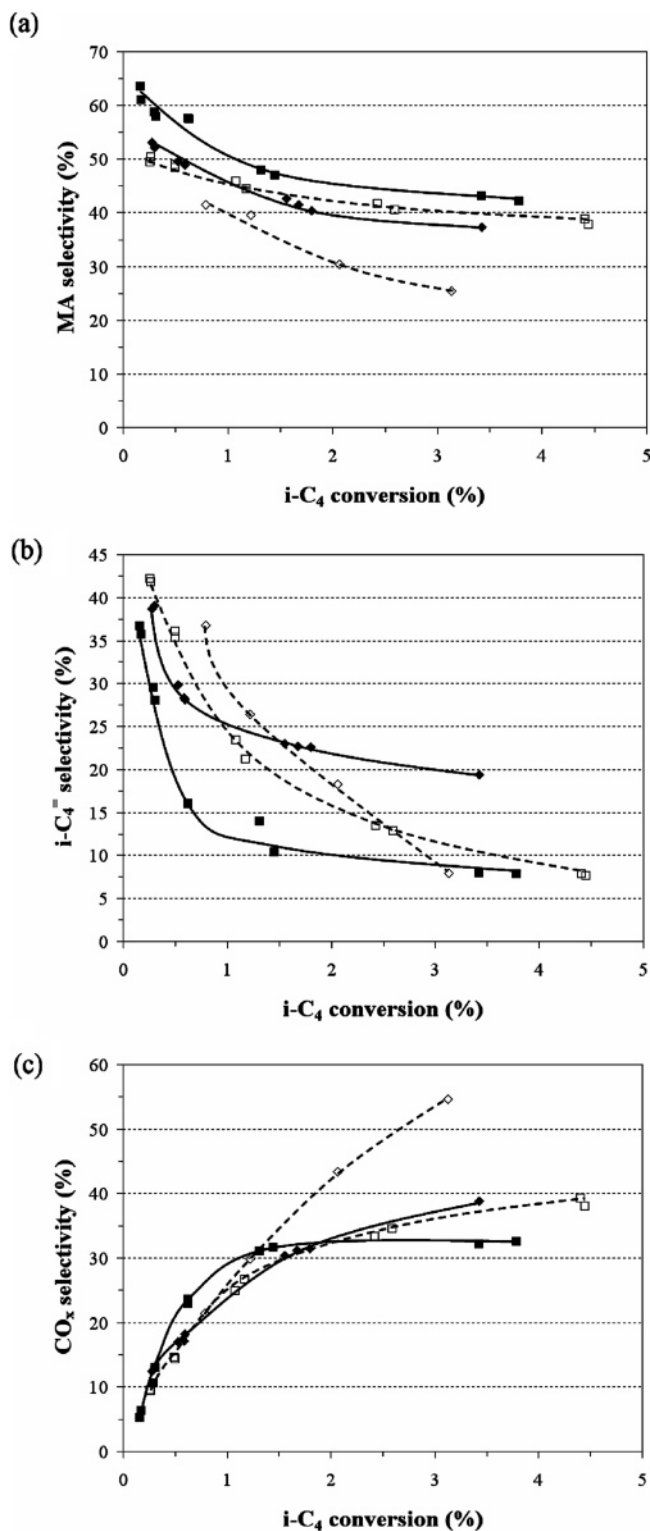 (a)
MA selectivity (%)
70
60
50
40
30
20
10
0
0 1 2 3 4 5
i-C₄ conversion (%)
(b)
i-C₄⁼ selectivity (%)
45
40
35
30
25
20
15
10
5
0
0 1 2 3 4 5
i-C₄ conversion (%)
(c)
COₓ selectivity (%)
60
50
40
30
20
10
0
0 1 2 3 4 5
i-C₄ conversion (%)